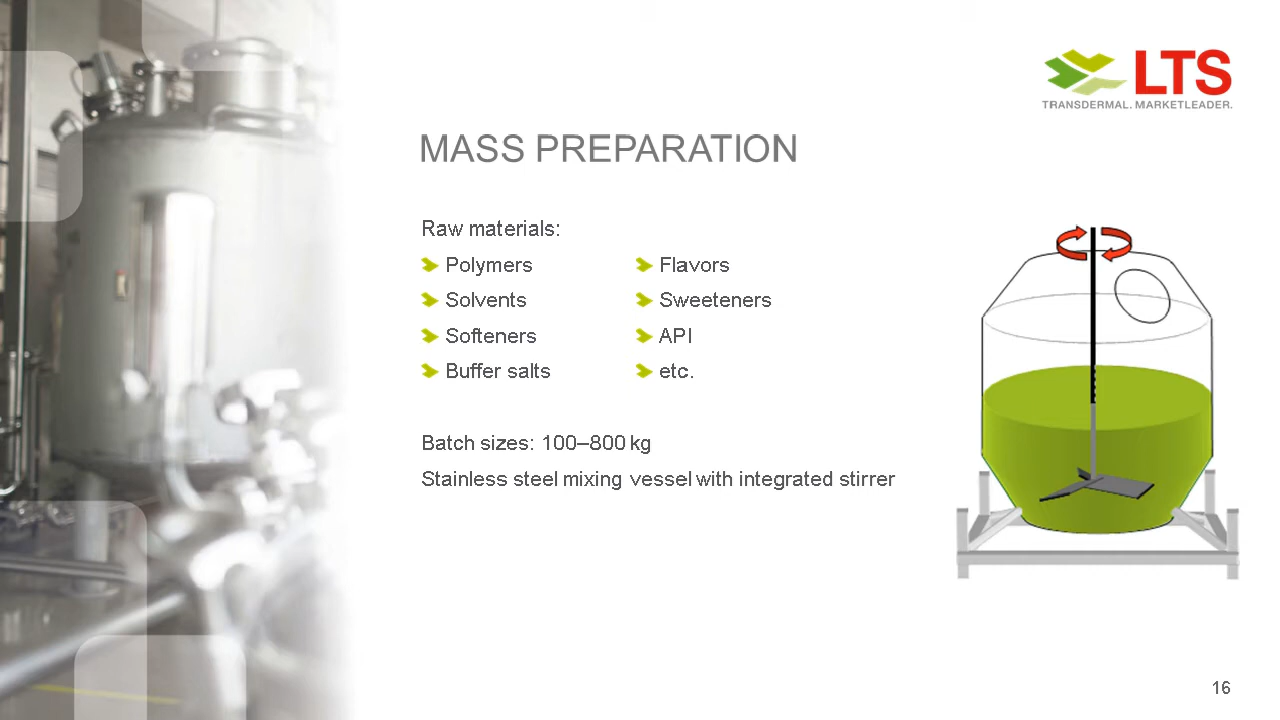 LTS
TRANSDERMAL. MARKETLEADER.
MASS PREPARATION
Raw materials:
Polymers
Solvents
Softeners
Buffer salts
Flavors
Sweeteners
API
etc.
Batch sizes: 100–800 kg
Stainless steel mixing vessel with integrated stirrer
16